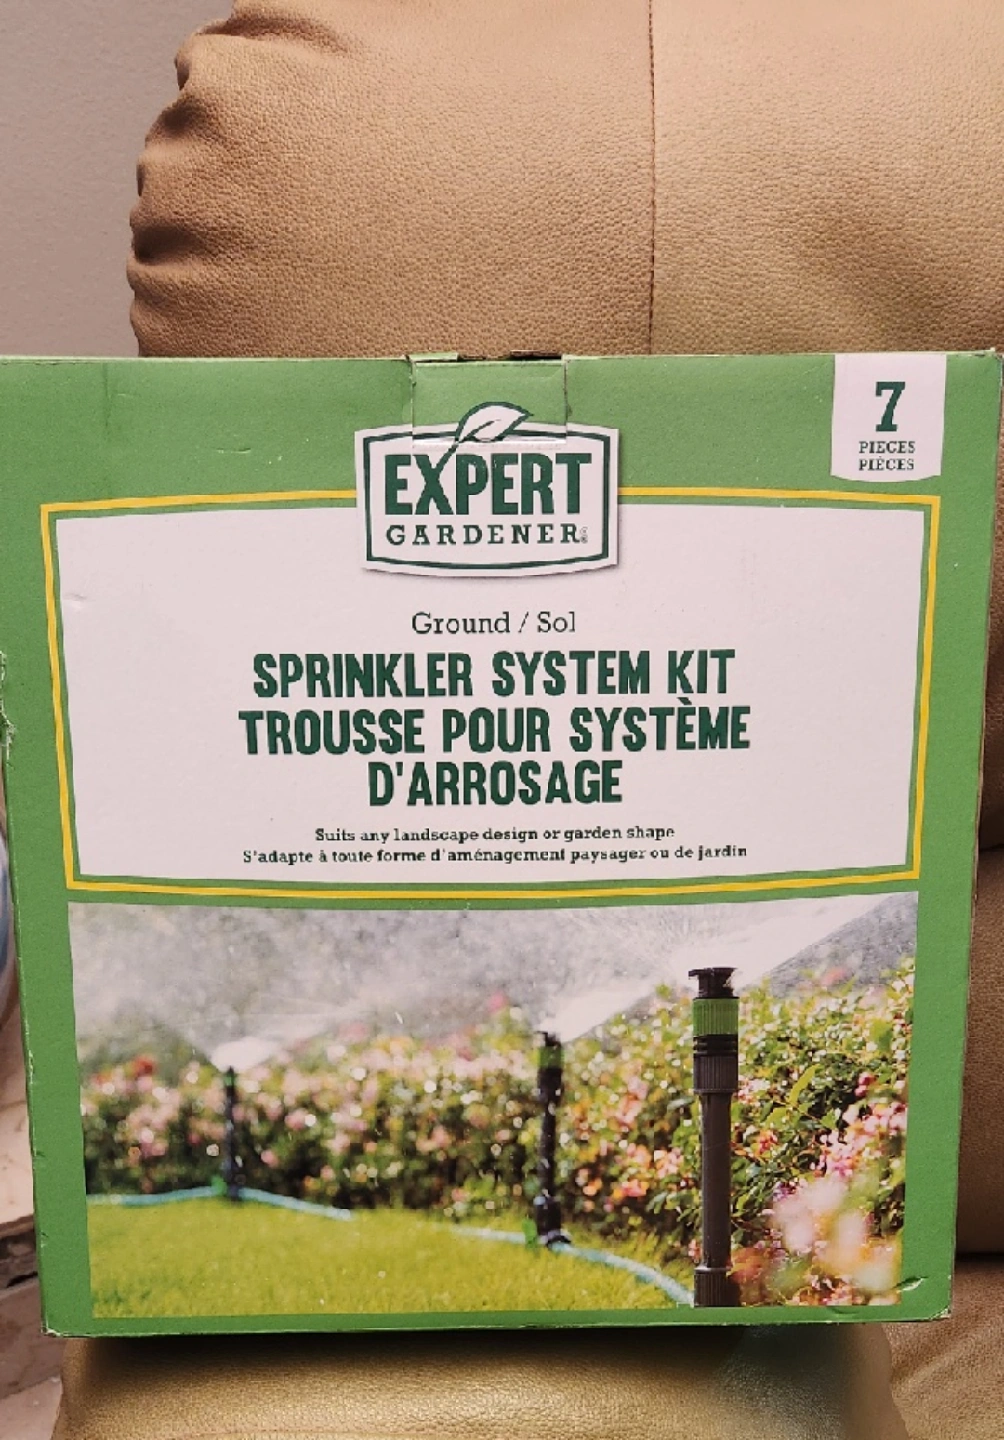 7
PIECES
PIÈCES
EXPERT
GARDENER
Ground / Sol
SPRINKLER SYSTEM KIT
TROUSSE POUR SYSTÈME
D'ARROSAGE
Suits any landscape design or garden shape
S'adapte à toute forme d'aménagement paysager ou de jardin